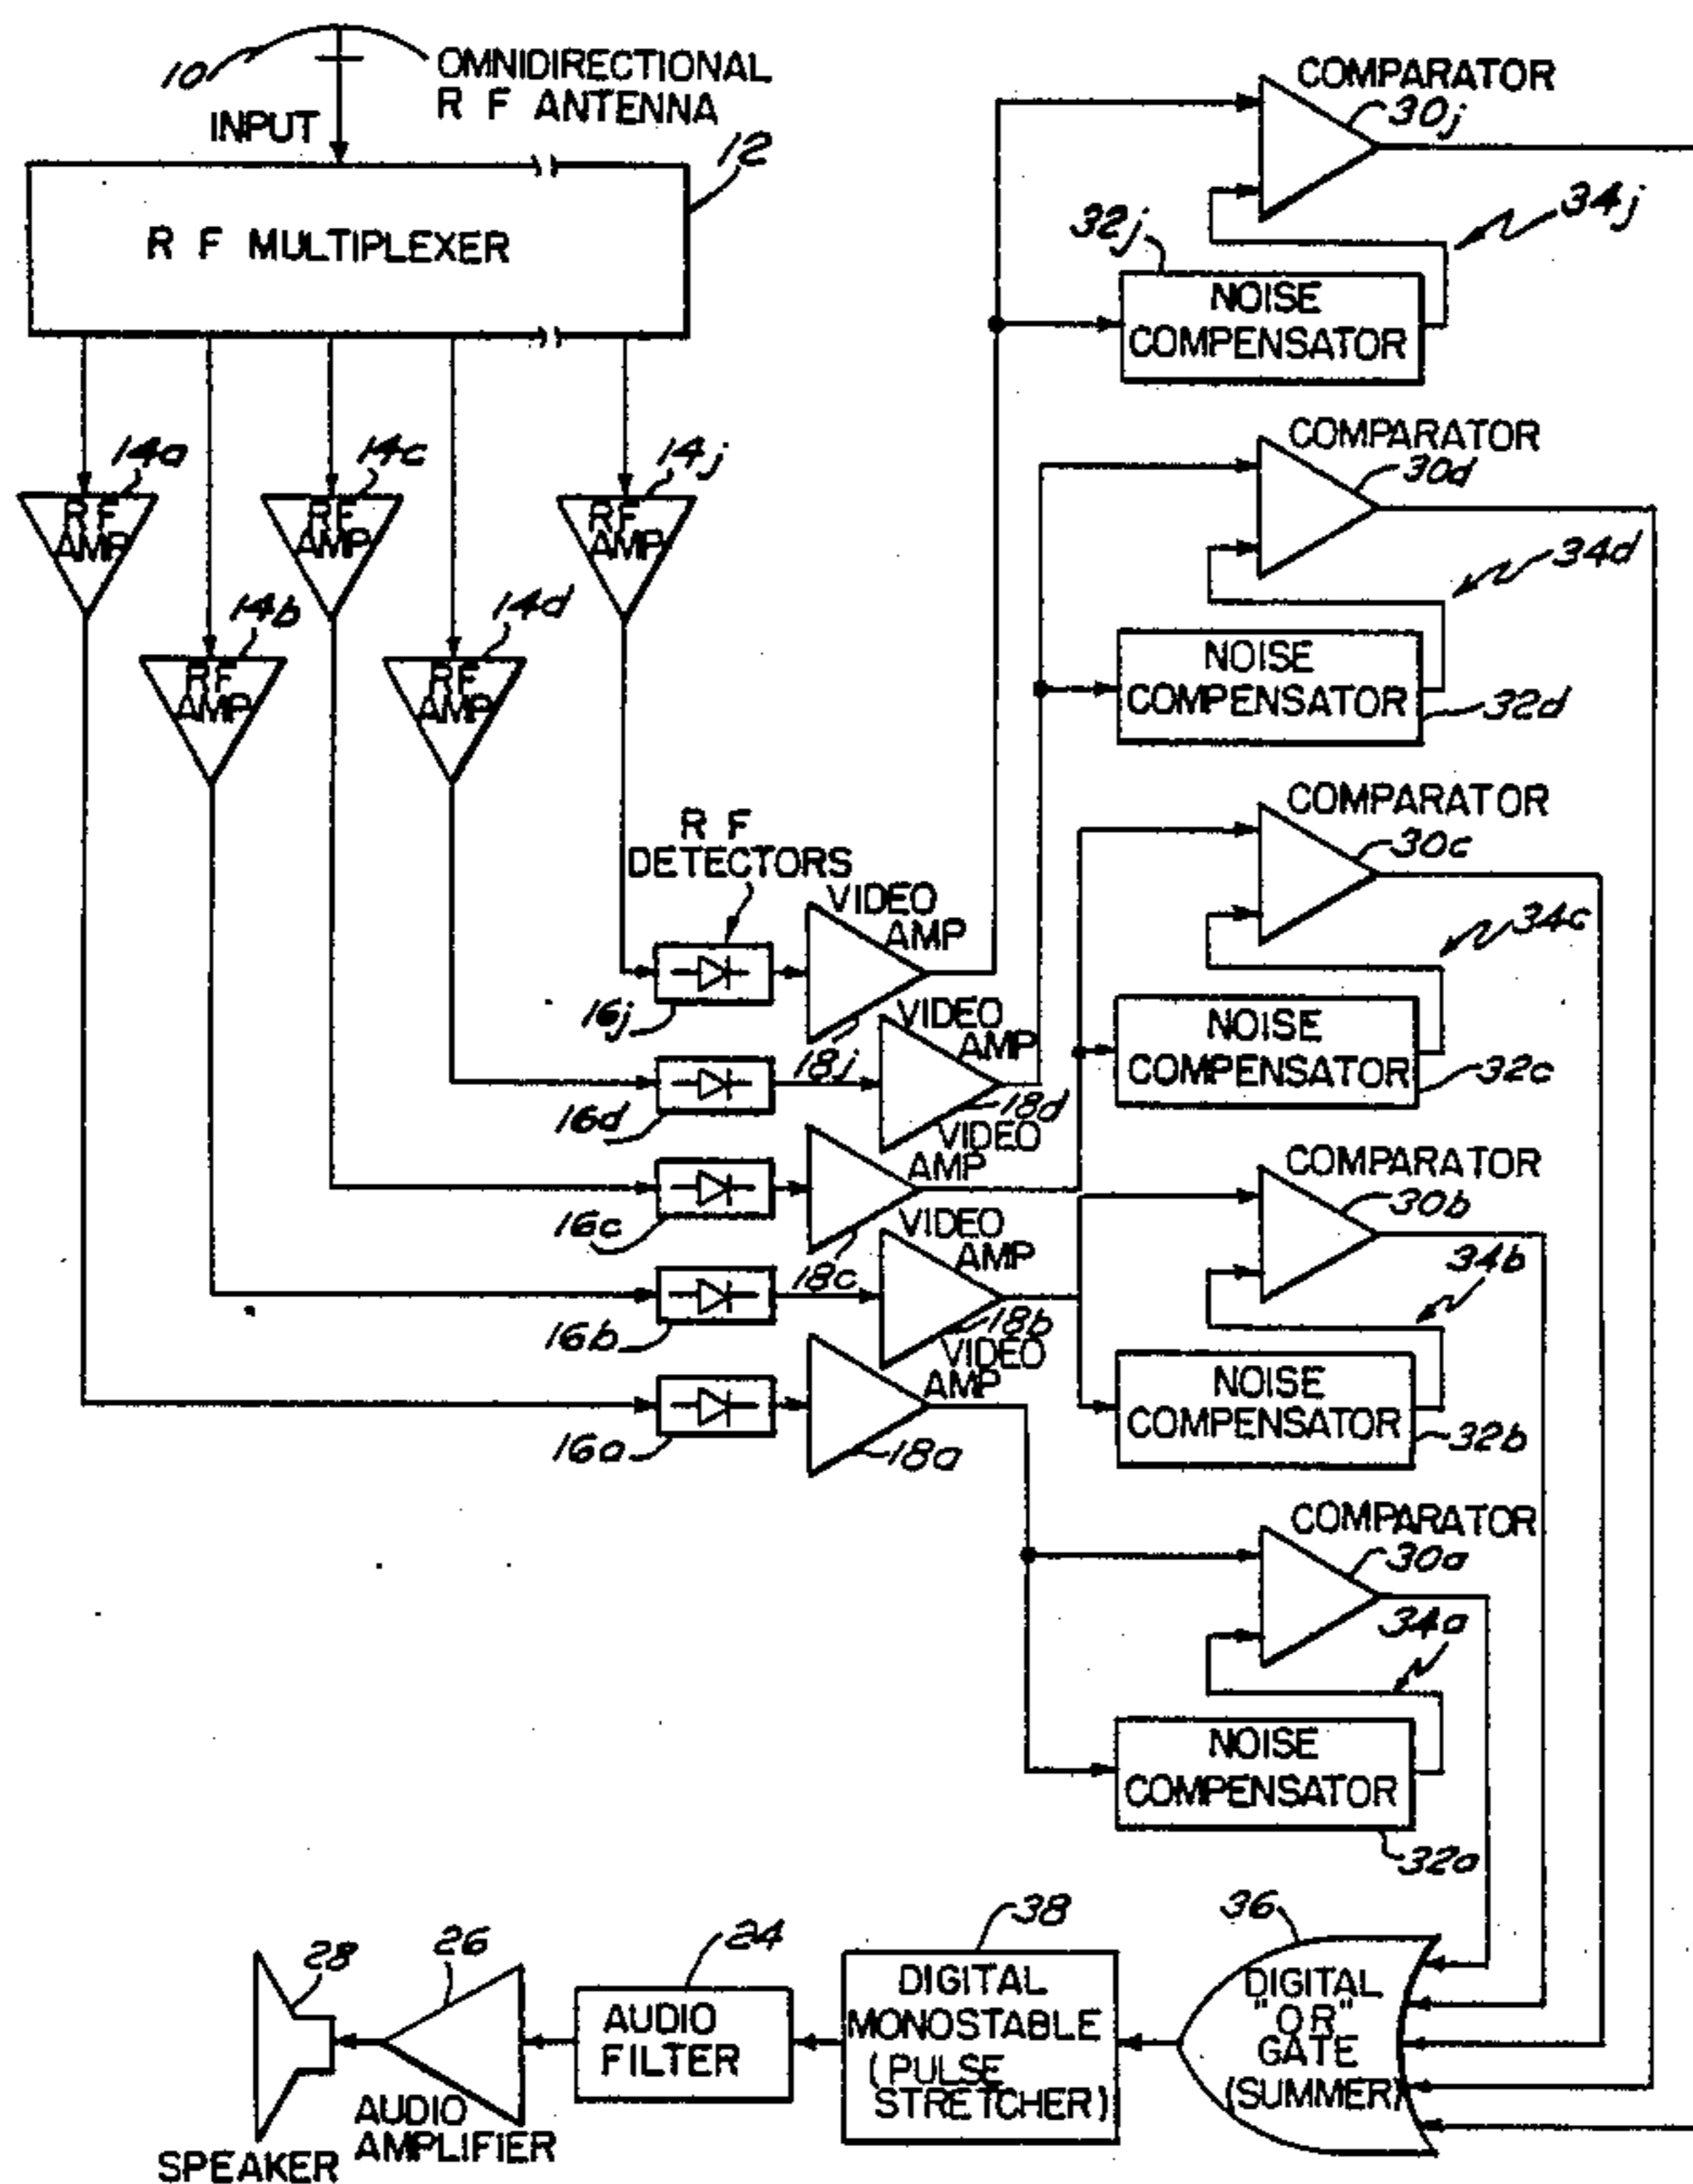 10
OMNIDIRECTIONAL
R F ANTENNA
INPUT
12
R F MULTIPLEXER
COMPARATOR
30j
34j
32j
NOISE
COMPENSATOR
14a
14c
14j
RF
AMP
RF
AMP
RF
AMP
14b
14d
RF
AMP
RF
AMP
COMPARATOR
30d
34d
NOISE
COMPENSATOR
32d
R F
DETECTORS
VIDEO
AMP
16j
18j
VIDEO
AMP
16d
18d
VIDEO
AMP
16c
18c
VIDEO
AMP
16b
18b
VIDEO
AMP
16a
18a
COMPARATOR
30c
34c
NOISE
COMPENSATOR
32c
COMPARATOR
30b
34b
NOISE
COMPENSATOR
32b
COMPARATOR
30a
34a
NOISE
COMPENSATOR
32a
28
26
24
38
36
SPEAKER
AUDIO
AMPLIFIER
AUDIO
FILTER
DIGITAL
MONOSTABLE
(PULSE
STRETCHER)
DIGITAL
"OR"
GATE
(SUMMER)